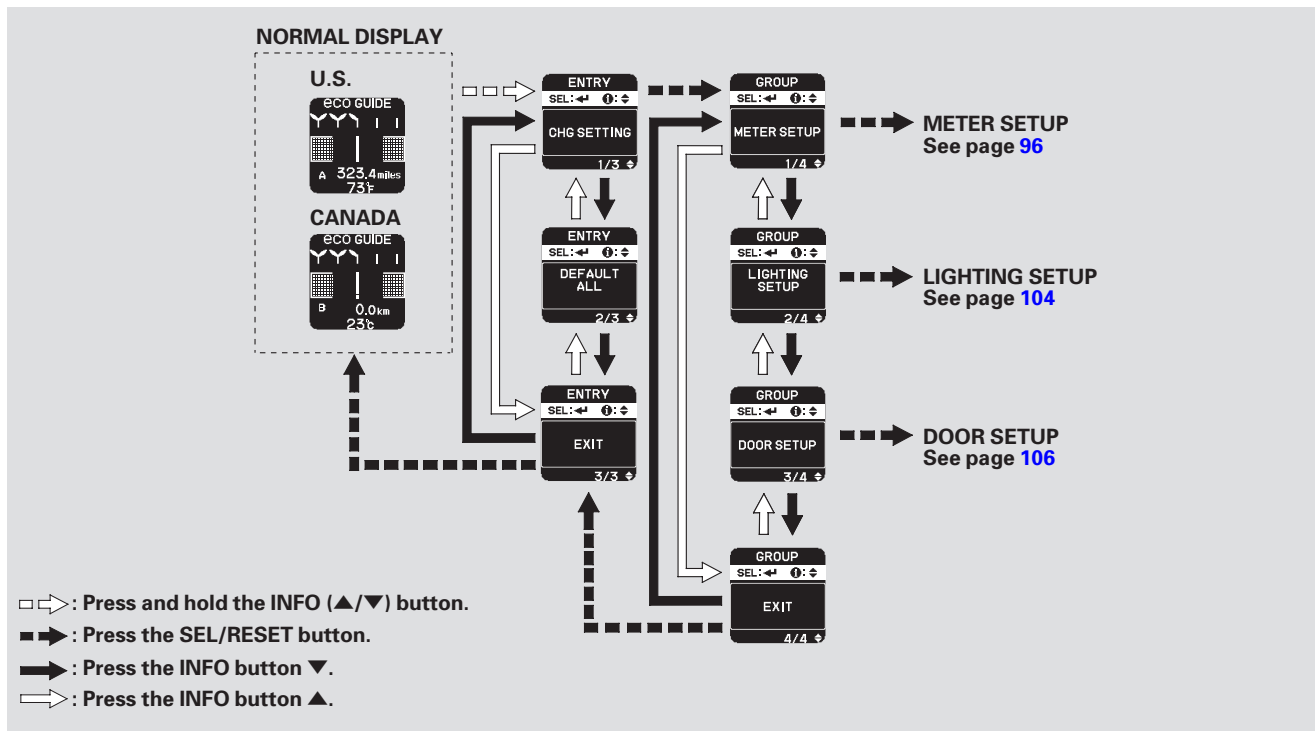 NORMAL DISPLAY
U.S.
eco GUIDE
A 323.4 miles
73°F
CANADA
eco GUIDE
B 0.0 km
23°C
ENTRY
SEL:↵ i:◆
CHG SETTING
1/3
ENTRY
SEL:↵ i:◆
DEFAULT
ALL
2/3
ENTRY
SEL:↵ i:◆
EXIT
3/3
GROUP
SEL:↵ i:◆
METER SETUP
1/4
GROUP
SEL:↵ i:◆
LIGHTING
SETUP
2/4
GROUP
SEL:↵ i:◆
DOOR SETUP
3/4
GROUP
SEL:↵ i:◆
EXIT
4/4
METER SETUP
See page 96
LIGHTING SETUP
See page 104
DOOR SETUP
See page 106
: Press and hold the INFO (▲/▼) button.
: Press the SEL/RESET button.
: Press the INFO button ▼.
: Press the INFO button ▲.